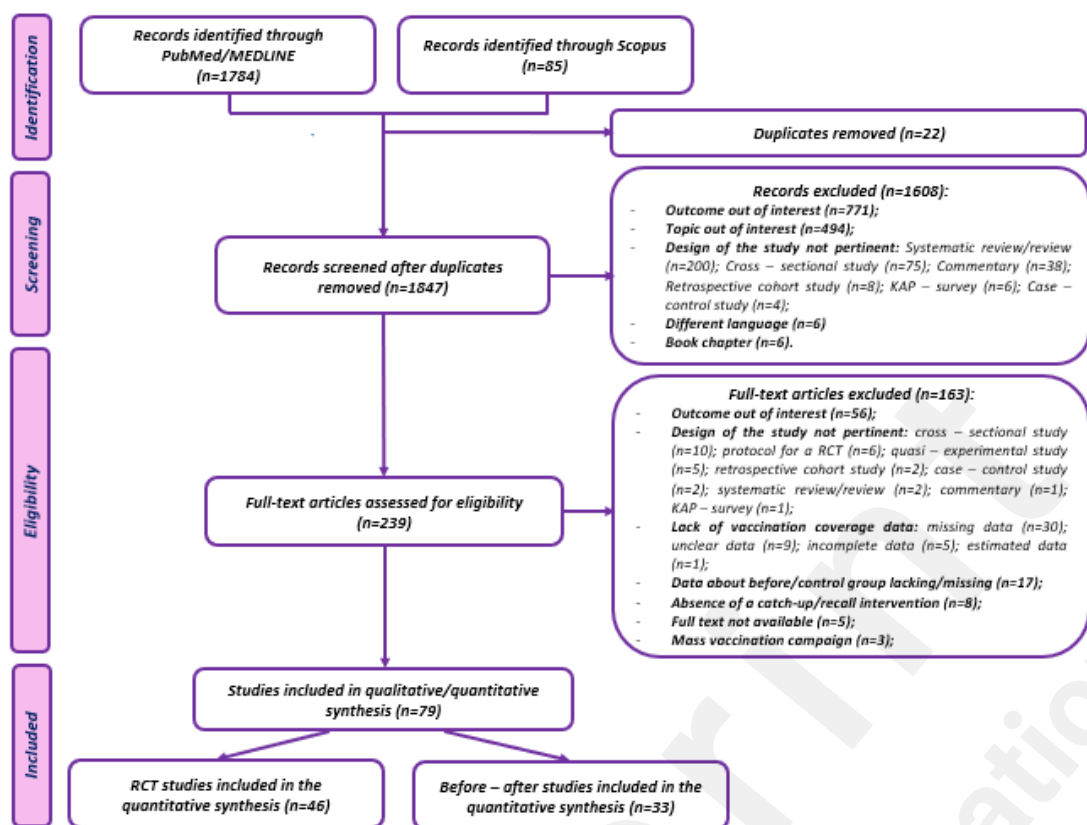 Identification
Records identified through
PubMed/MEDLINE
(n=1784)
Records identified through Scopus
(n=85)
Duplicates removed (n=22)
Screening
Records screened after duplicates
removed (n=1847)
Records excluded (n=1608):
- Outcome out of interest (n=771);
- Topic out of interest (n=494);
- Design of the study not pertinent: Systematic review/review
(n=200); Cross – sectional study (n=75); Commentary (n=38);
Retrospective cohort study (n=8); KAP – survey (n=6); Case –
control study (n=4);
- Different language (n=6)
- Book chapter (n=6).
Eligibility
Full-text articles assessed for eligibility
(n=239)
Full-text articles excluded (n=163):
- Outcome out of interest (n=56);
- Design of the study not pertinent: cross – sectional study
(n=10); protocol for a RCT (n=6); quasi – experimental study
(n=5); retrospective cohort study (n=2); case – control study
(n=2); systematic review/review (n=2); commentary (n=1);
KAP – survey (n=1);
- Lack of vaccination coverage data: missing data (n=30);
unclear data (n=9); incomplete data (n=5); estimated data
(n=1);
- Data about before/control group lacking/missing (n=17);
- Absence of a catch-up/recall intervention (n=8);
- Full text not available (n=5);
- Mass vaccination campaign (n=3);
Included
Studies included in qualitative/quantitative
synthesis (n=79)
RCT studies included in the
quantitative synthesis (n=46)
Before – after studies included in the
quantitative synthesis (n=33)